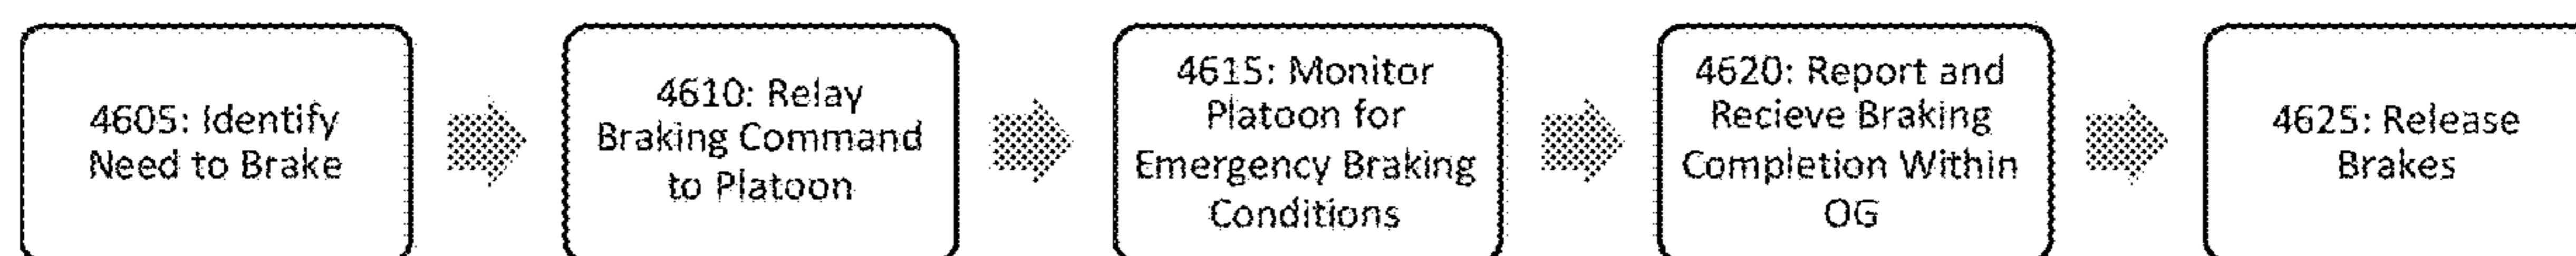 4605: Identify
Need to Brake
4610: Relay
Braking Command
to Platoon
4615: Monitor
Platoon for
Emergency Braking
Conditions
4620: Report and
Recieve Braking
Completion Within
OG
4625: Release
Brakes